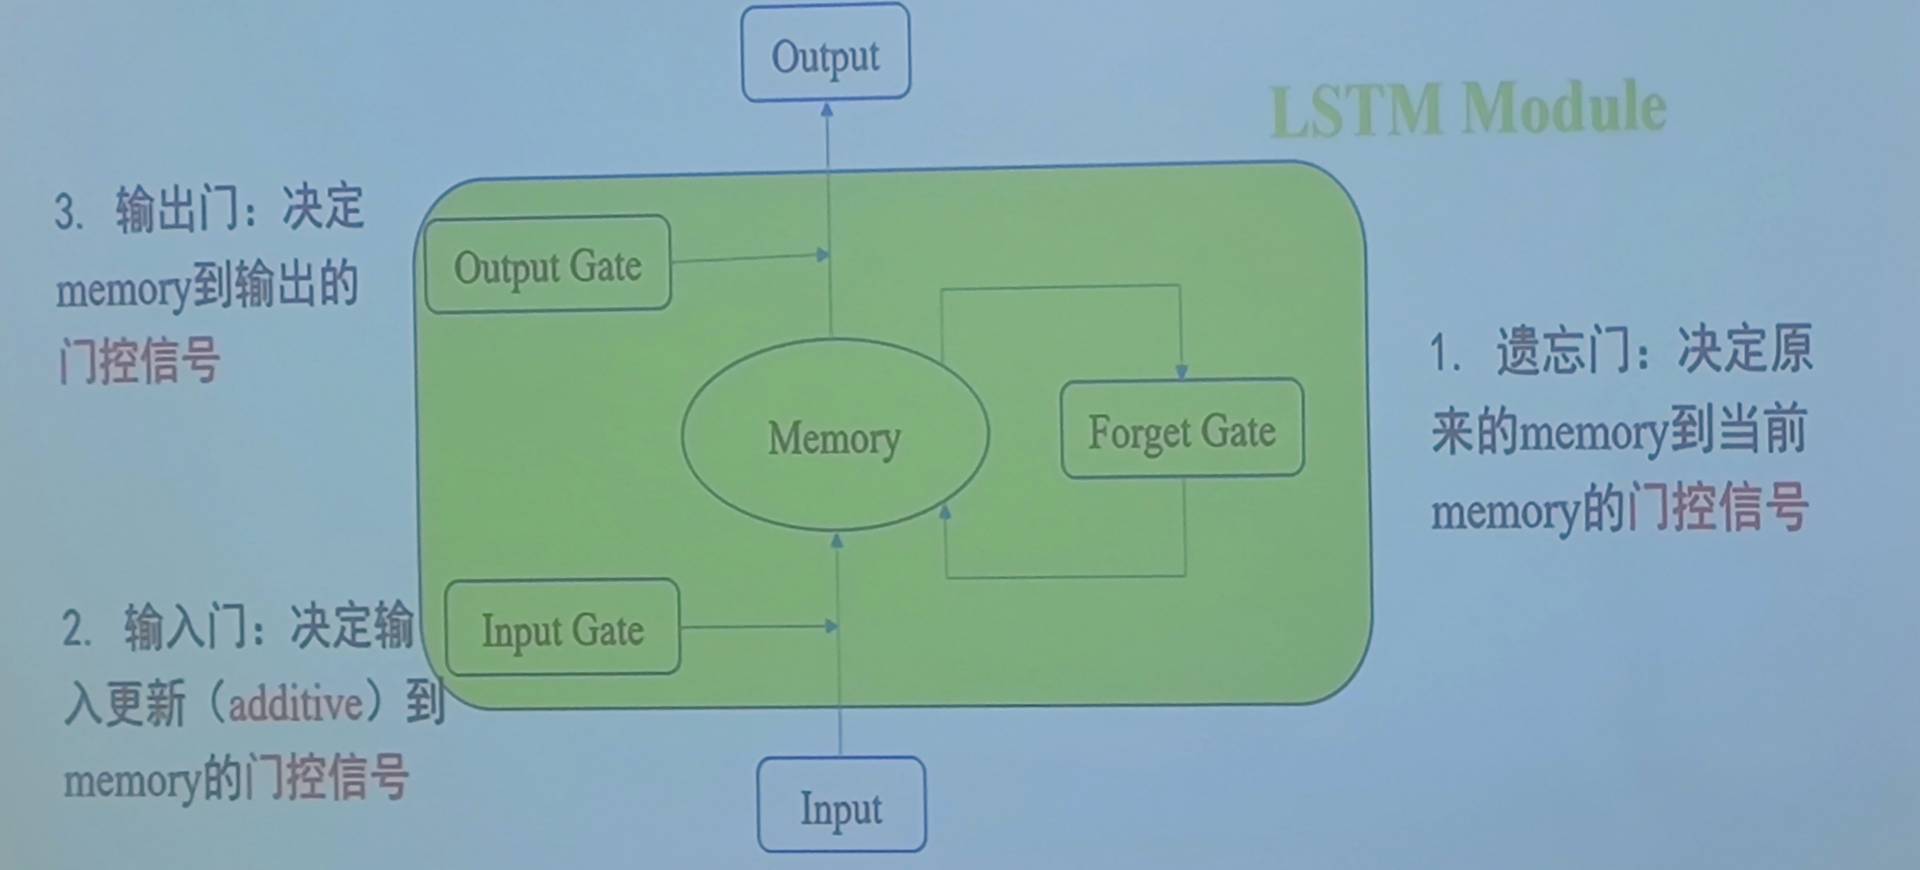 Output
LSTM Module
3. 输出门：决定
memory到输出的
门控信号
Output Gate
Memory
Forget Gate
1. 遗忘门：决定原
来的memory到当前
memory的门控信号
2. 输入门：决定输
入更新（additive）到
memory的门控信号
Input Gate
Input